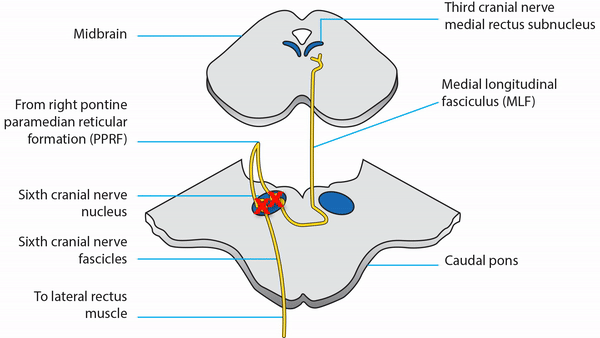 Third cranial nerve
medial rectus subnucleus
Midbrain
Medial longitudinal
fasciculus (MLF)
From right pontine
paramedian reticular
formation (PPRF)
Sixth cranial nerve
nucleus
Sixth cranial nerve
fascicles
Caudal pons
To lateral rectus
muscle